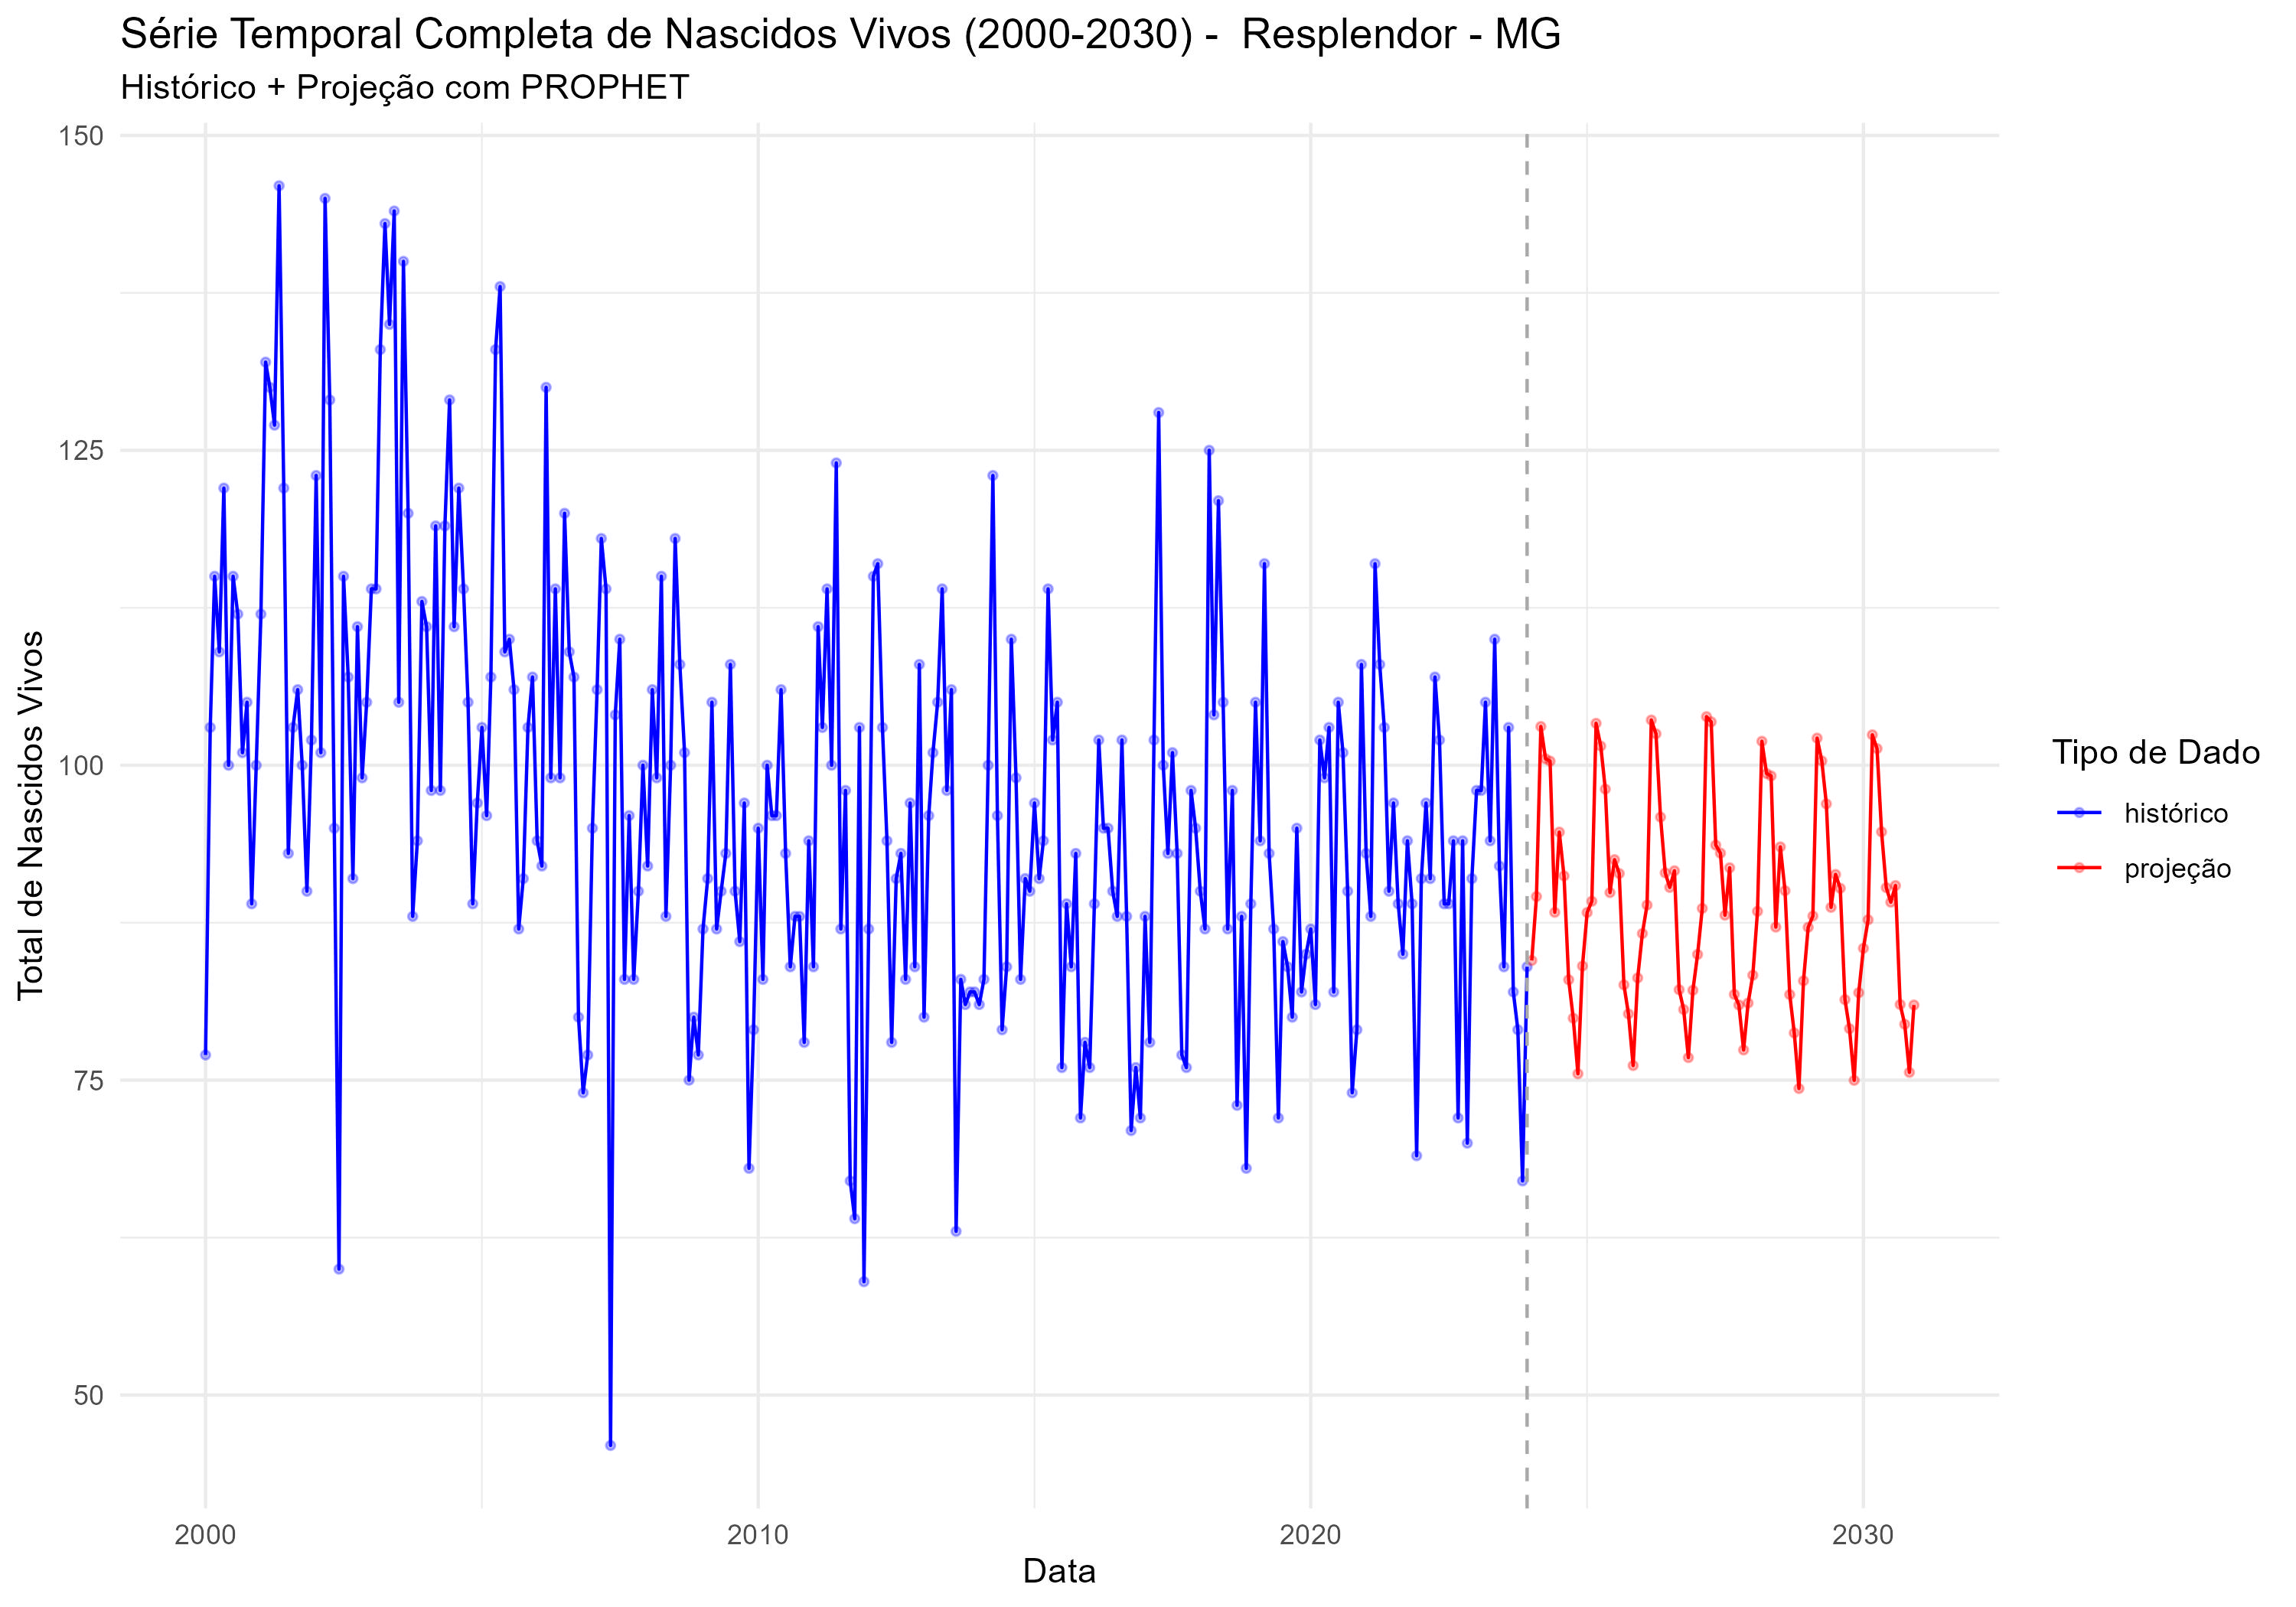 Série Temporal Completa de Nascidos Vivos (2000-2030) -  Resplendor - MG
Histórico + Projeção com PROPHET
150
125
100
75
50
Total de Nascidos Vivos
2000
2010
2020
2030
Data
Tipo de Dado
histórico
projeção